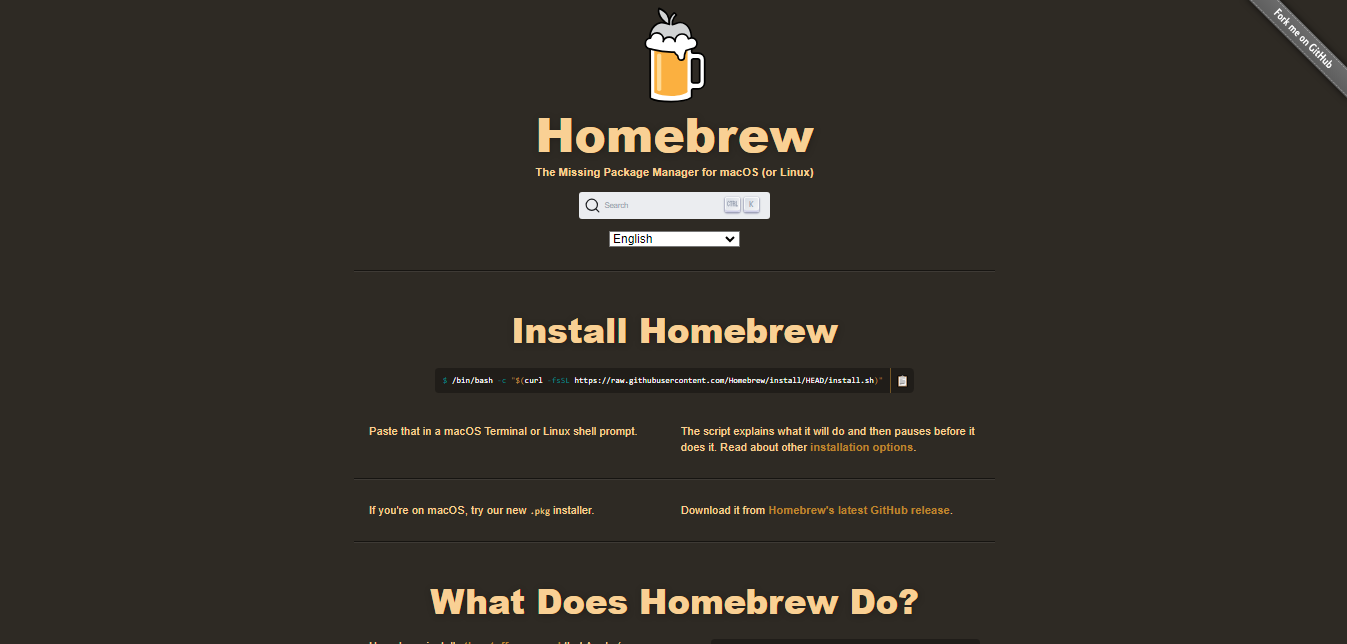 Fork me on GitHub
Homebrew
The Missing Package Manager for macOS (or Linux)
Search CTRL K
English
Install Homebrew
$ /bin/bash -c "$(curl -fsSL https://raw.githubusercontent.com/Homebrew/install/HEAD/install.sh)"
Paste that in a macOS Terminal or Linux shell prompt.
The script explains what it will do and then pauses before it
does it. Read about other installation options.
If you're on macOS, try our new .pkg installer.
Download it from Homebrew's latest GitHub release.
What Does Homebrew Do?